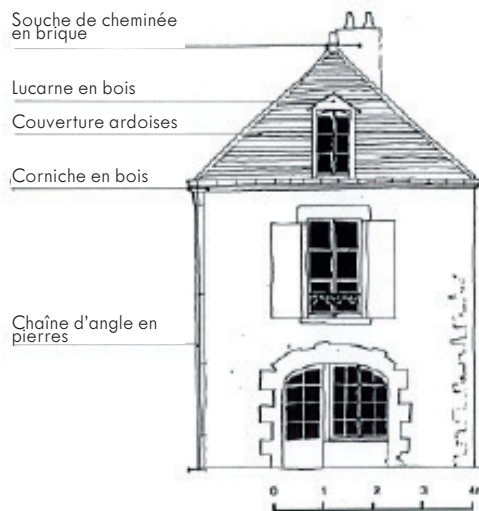 Souche de cheminée
en brique
Lucarne en bois
Couverture ardoises
Corniche en bois
Chaîne d'angle en
pierres
0 1 2 3